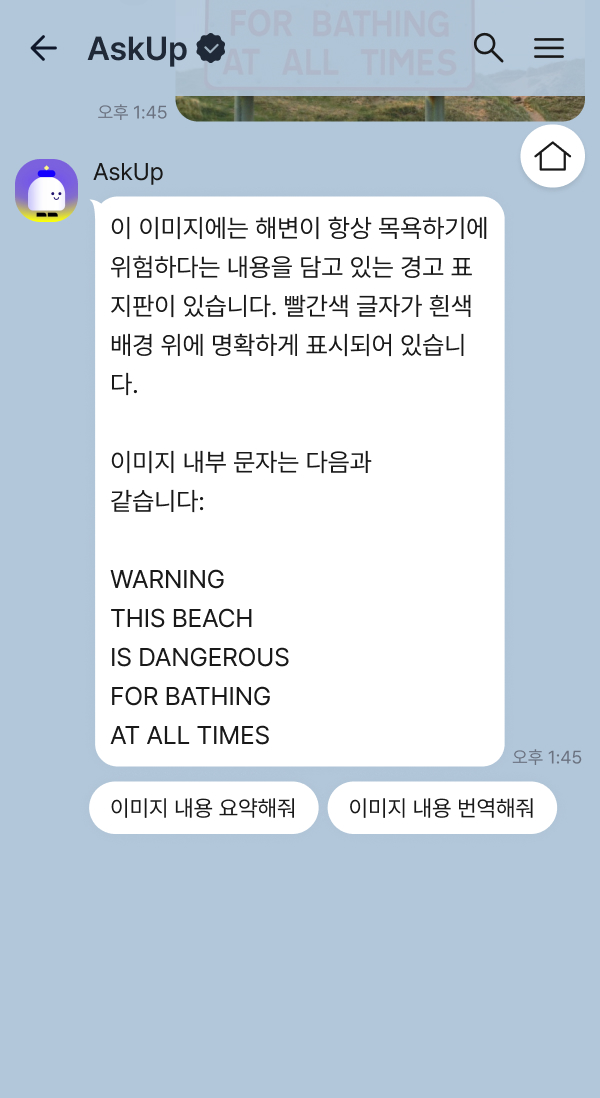 FOR BATHING
AT ALL TIMES
AskUp
오후 1:45
AskUp
이 이미지에는 해변이 항상 목욕하기에
위험하다는 내용을 담고 있는 경고 표
지판이 있습니다. 빨간색 글자가 흰색
배경 위에 명확하게 표시되어 있습니
다.
이미지 내부 문자는 다음과
같습니다:
WARNING
THIS BEACH
IS DANGEROUS
FOR BATHING
AT ALL TIMES
오후 1:45
이미지 내용 요약해줘
이미지 내용 번역해줘